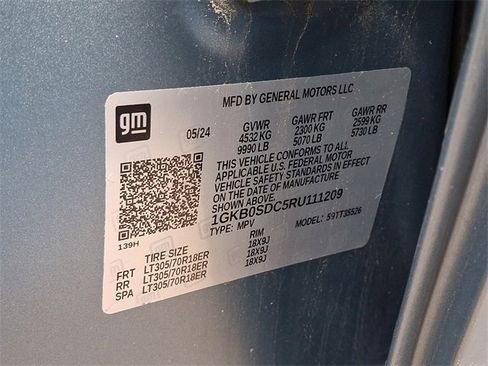 MFD BY GENERAL MOTORS LLC
gm
05/24 GVWR GAWR FRT GAWR RR
4532 KG 2300 KG 2599 KG
9990 LB 5070 LB 5730 LB
THIS VEHICLE CONFORMS TO ALL
APPLICABLE U.S. FEDERAL MOTOR
VEHICLE SAFETY STANDARDS IN EFFECT
ON THE DATE OF MANUFACTURE
SHOWN ABOVE.
1GKB0SDC5RU111209
TYPE: MPV MODEL: 59TT35526
139H
TIRE SIZE RIM
FRT LT305/70R18ER 18X9J
RR LT305/70R18ER 18X9J
SPA LT305/70R18ER 18X9J